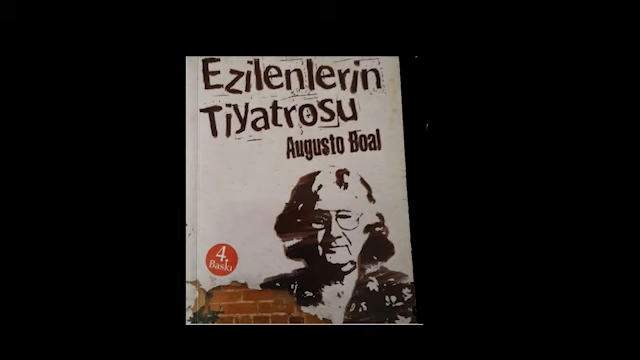 Ezilenlerin
Tiyatrosu
Augusto Boal
4.
Baskı